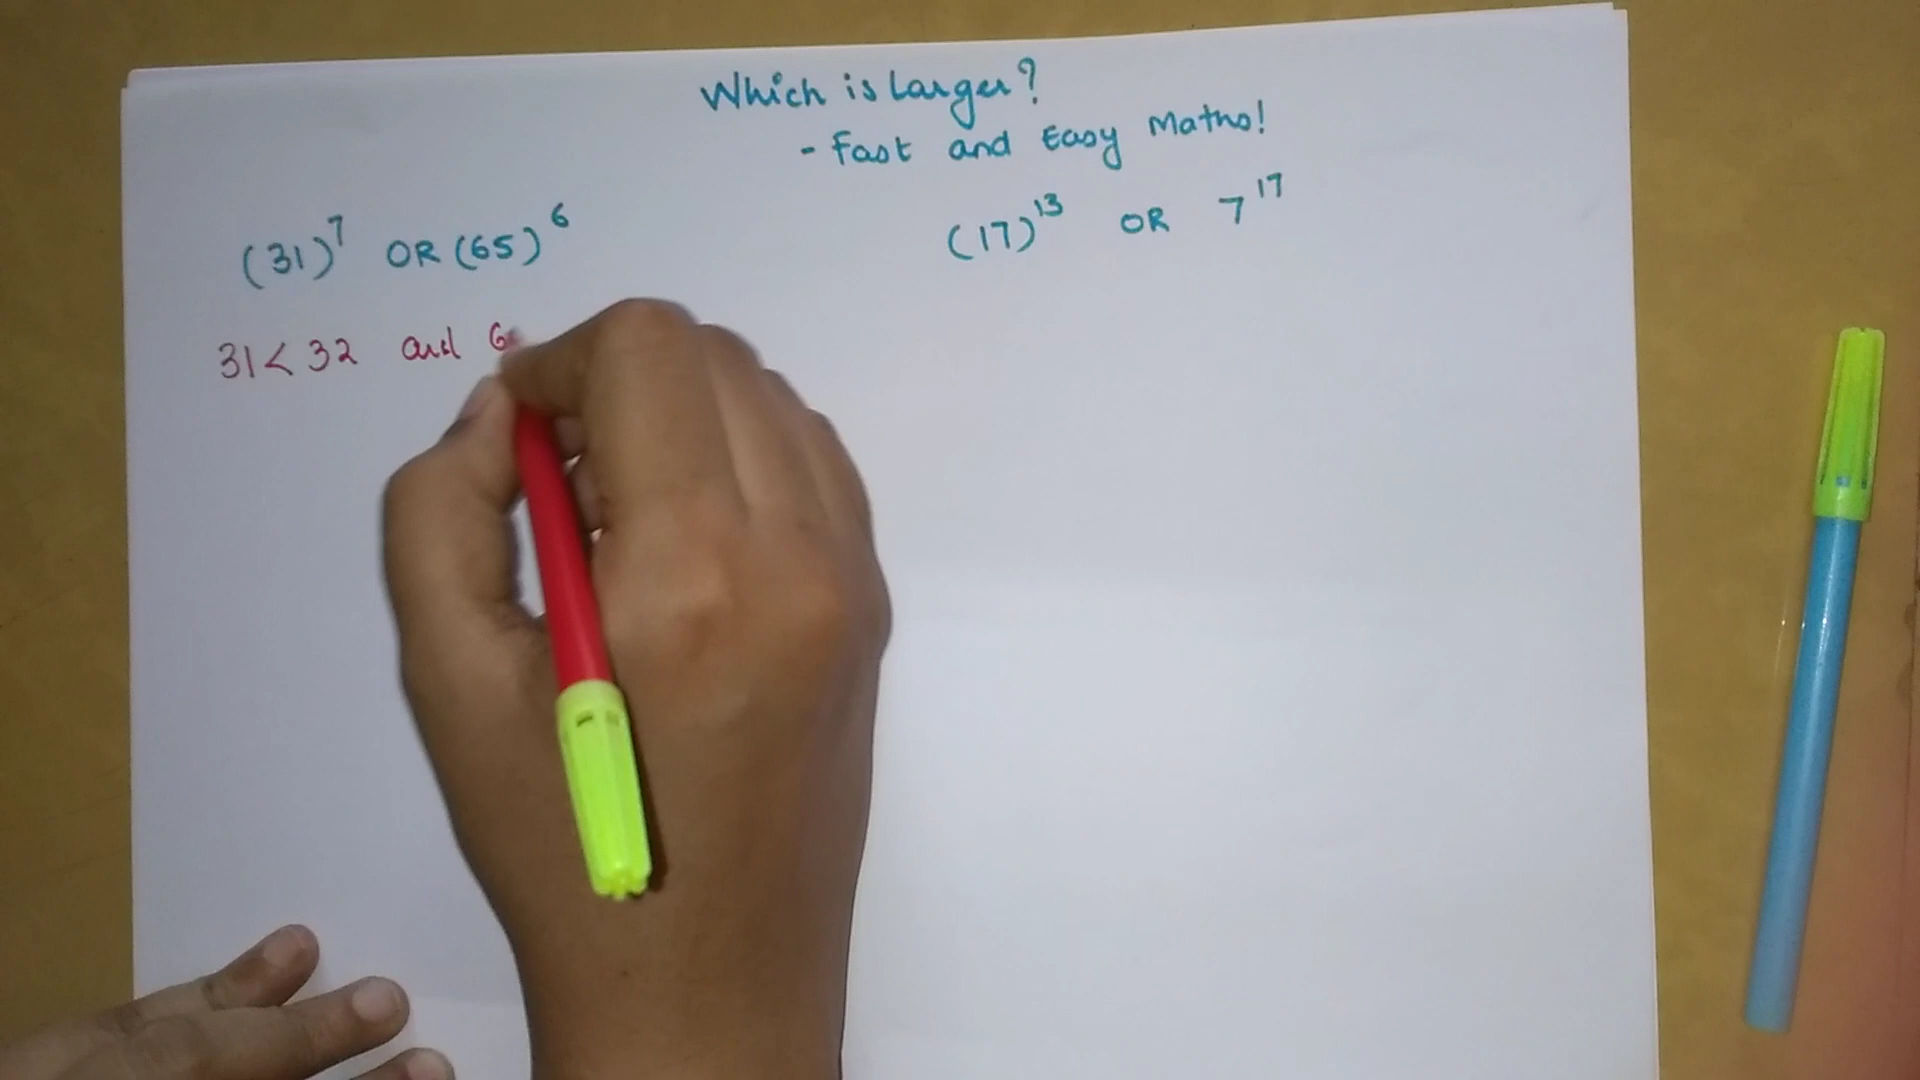 Which is larger?
- Fast and Easy Maths!
(31)^7 OR (65)^6
(17)^13 OR 7^17
31 < 32 and